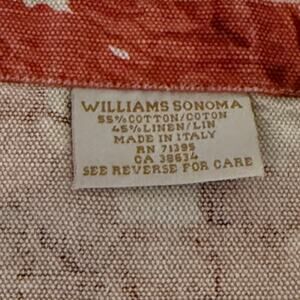 WILLIAMS SONOMA
55% COTTON/COTON
45% LINEN/LIN
MADE IN ITALY
RN 71395
CA 38634
SEE REVERSE FOR CARE